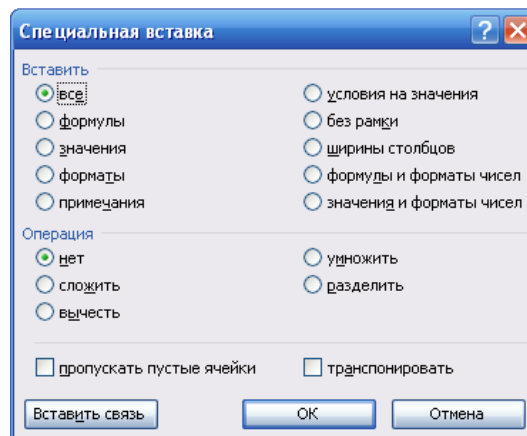 Специальная вставка
Вставить
все
условия на значения
формулы
без рамки
значения
ширины столбцов
форматы
формулы и форматы чисел
примечания
значения и форматы чисел
Операция
нет
умножить
сложить
разделить
вычесть
пропускать пустые ячейки
транспонировать
Вставить связь
ОК
Отмена